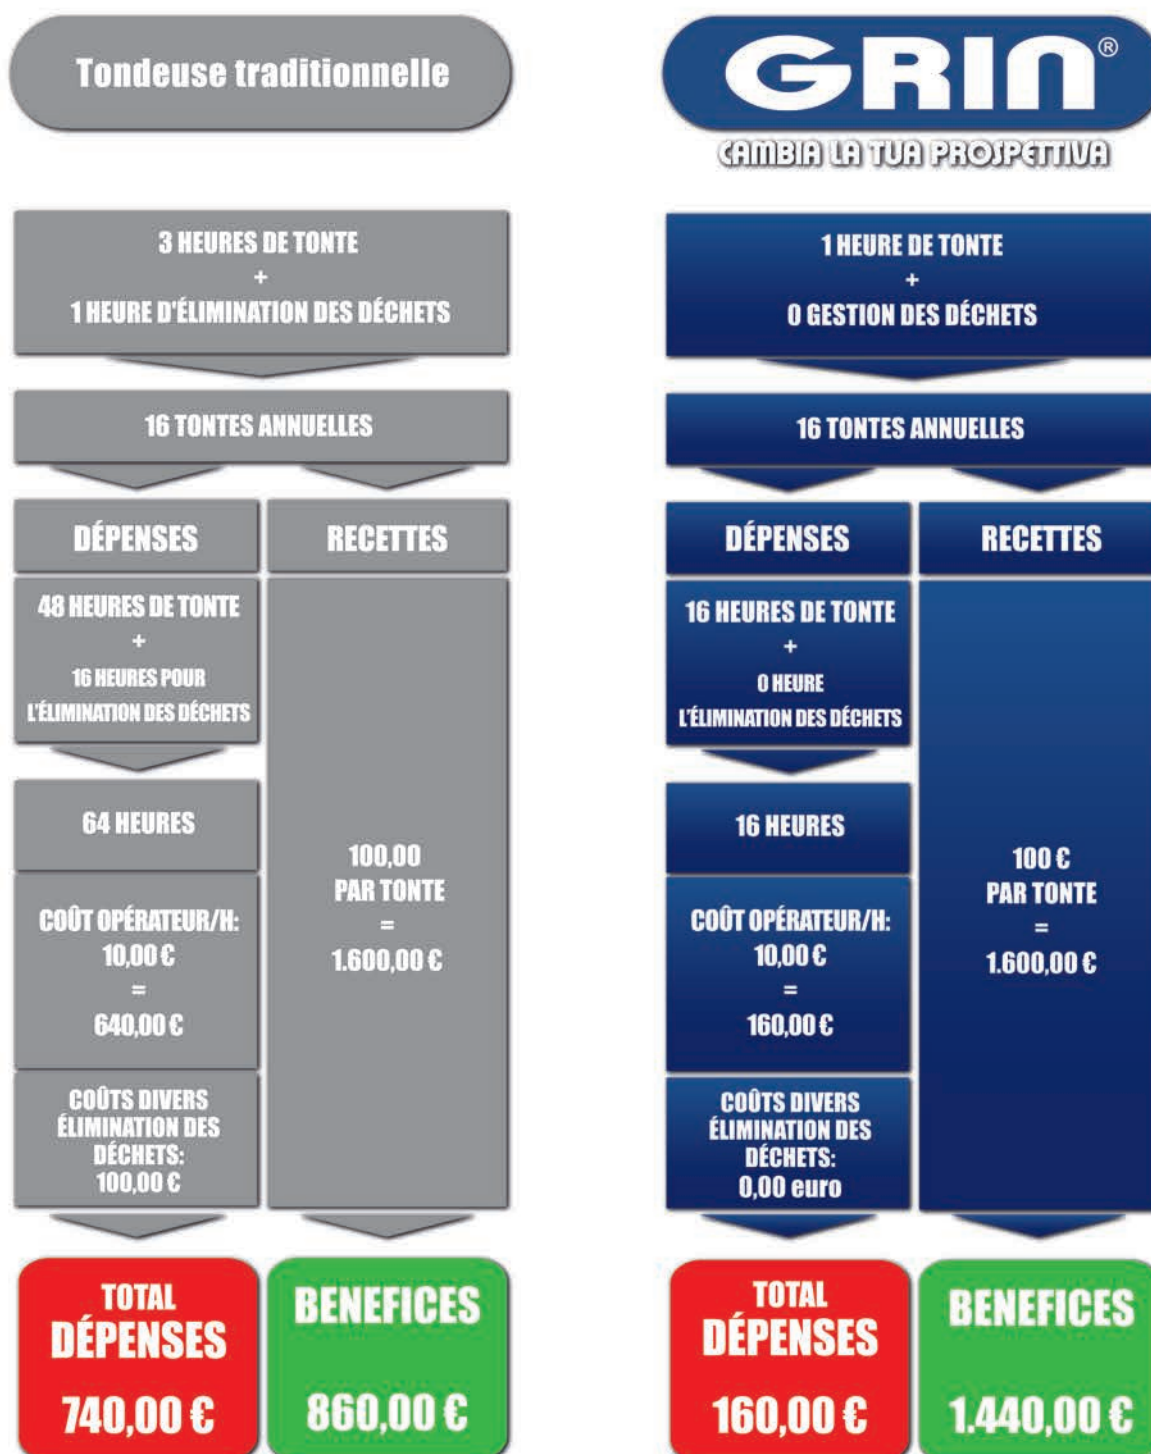 Tondeuse traditionnelle
3 HEURES DE TONTE
+
1 HEURE D'ÉLIMINATION DES DÉCHETS
16 TONTES ANNUELLES
DÉPENSES
RECETTES
48 HEURES DE TONTE
+
16 HEURES POUR
L'ÉLIMINATION DES DÉCHETS
64 HEURES
COÛT OPÉRATEUR/H:
10,00 €
=
640,00 €
COÛTS DIVERS
ÉLIMINATION DES
DÉCHETS:
100,00 €
100,00
PAR TONTE
=
1.600,00 €
TOTAL
DÉPENSES
740,00 €
BENEFICES
860,00 €
GRIN®
CAMBIA LA TUA PROSPETTIVA
1 HEURE DE TONTE
+
0 GESTION DES DÉCHETS
16 TONTES ANNUELLES
DÉPENSES
RECETTES
16 HEURES DE TONTE
+
0 HEURE
L'ÉLIMINATION DES DÉCHETS
16 HEURES
COÛT OPÉRATEUR/H:
10,00 €
=
160,00 €
COÛTS DIVERS
ÉLIMINATION DES
DÉCHETS:
0,00 euro
100 €
PAR TONTE
=
1.600,00 €
TOTAL
DÉPENSES
160,00 €
BENEFICES
1.440,00 €